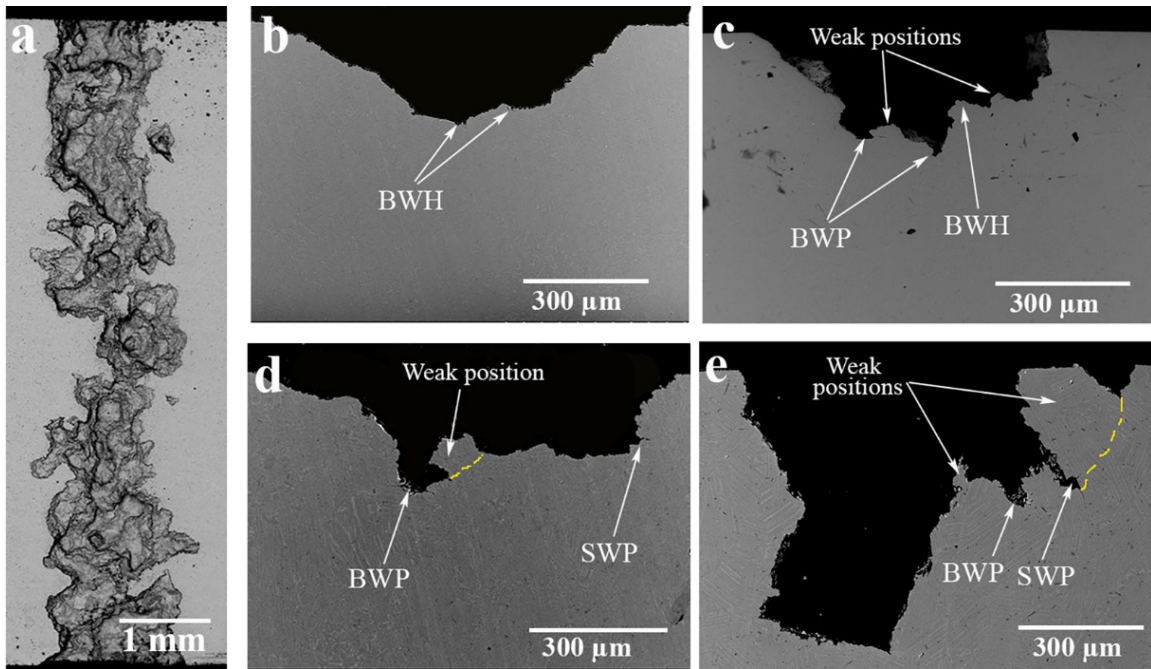 a
1 mm
b
BWH
300 µm
c
Weak positions
BWP
BWH
300 µm
d
Weak position
BWP
SWP
300 µm
e
Weak
positions
BWP
SWP
300 µm